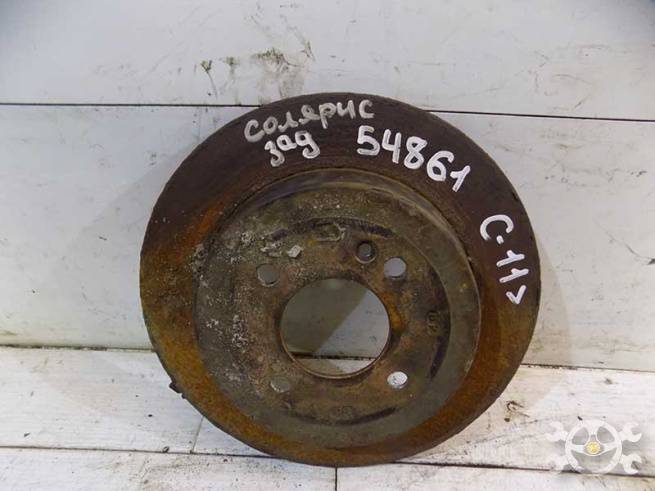 солярис
зад 54861
С-11>